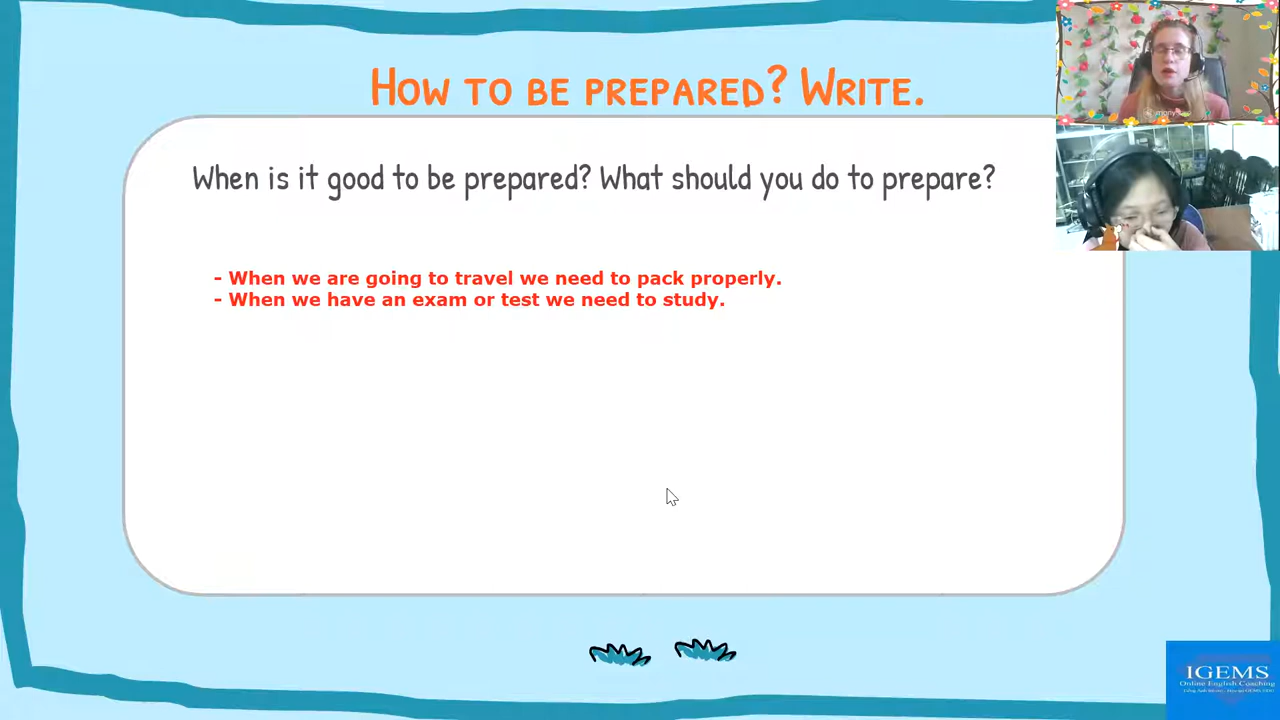 How to be prepared? Write.
When is it good to be prepared? What should you do to prepare?
- When we are going to travel we need to pack properly.
- When we have an exam or test we need to study.
IGEMS
Online English Coaching